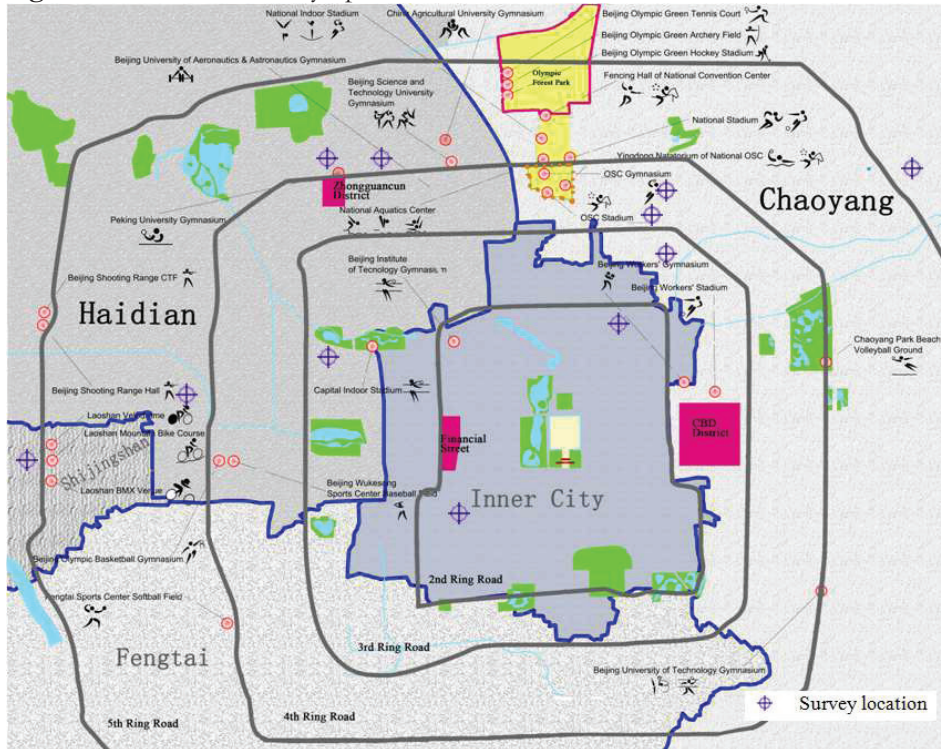 National Indoor Stadium
China Agricultural University Gymnasium
Beijing Olympic Green Tennis Court
Beijing Olympic Green Archery Field
Beijing Olympic Green Hockey Stadium
Beijing University of Aeronautics & Astronautics Gymnasium
Beijing Science and
Technology University
Gymnasium
Olympic
Forest Park
Fencing Hall of National Convention Center
National Stadium
Yingdong Natatorium of National OSC
OSC Gymnasium
Zhongguancun
District
Chaoyang
Peking University Gymnasium
National Aquatics Center
OSC Stadium
Beijing Institute
of Tecnology Gymnasium
Beijing Workers' Gymnasium
Beijing Shooting Range CTF
Beijing Workers' Stadium
Haidian
Chaoyang Park Beach
Volleyball Ground
Beijing Shooting Range Hall
Capital Indoor Stadium
Laoshan Velodrome
Laoshan Mountain Bike Course
Financial
Street
CBD
District
Shijingshan
Laoshan BMX Venue
Beijing Wukesong
Sports Center Baseball Field
Inner City
Beijing Olympic Basketball Gymnasium
2nd Ring Road
Fengtai Sports Center Softball Field
3rd Ring Road
Fengtai
Beijing University of Technology Gymnasium
4th Ring Road
5th Ring Road
Survey location